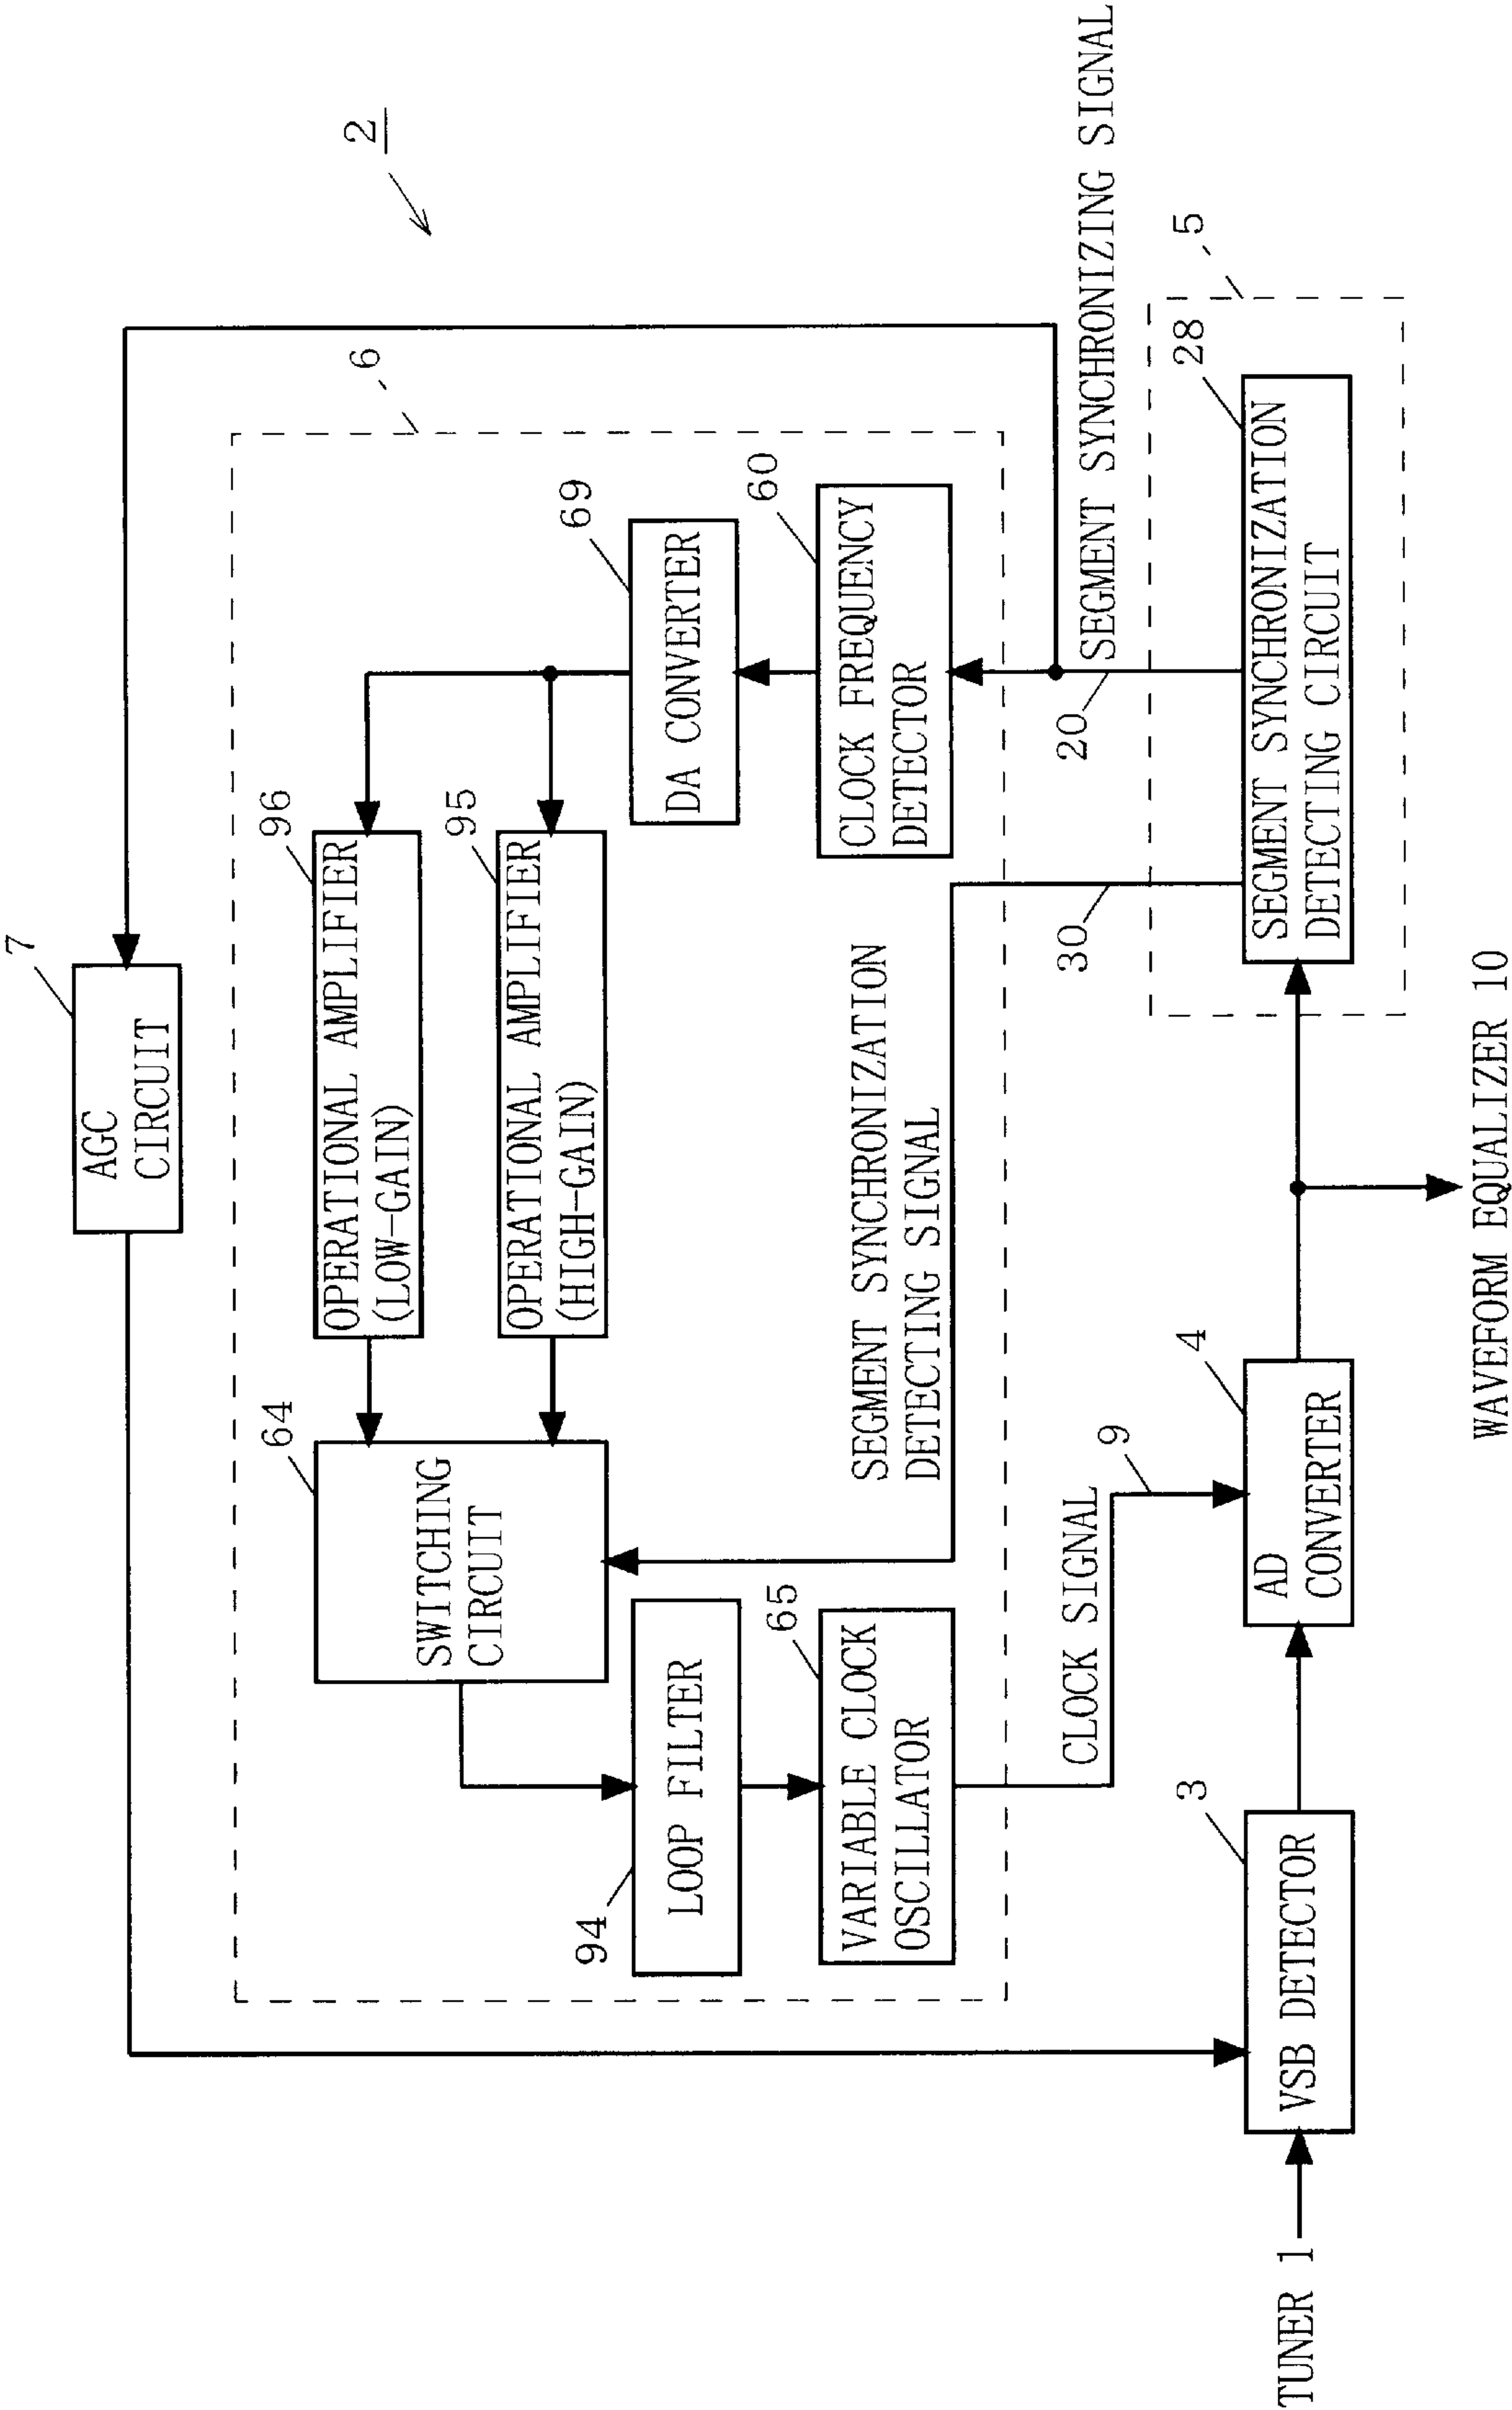 2
7
AGC
CIRCUIT
6
96
OPERATIONAL AMPLIFIER
(LOW-GAIN)
95
OPERATIONAL AMPLIFIER
(HIGH-GAIN)
64
SWITCHING
CIRCUIT
69
DA CONVERTER
94
LOOP FILTER
60
CLOCK FREQUENCY
DETECTOR
65
VARIABLE CLOCK
OSCILLATOR
SEGMENT SYNCHRONIZATION
DETECTING SIGNAL
30
20
SEGMENT SYNCHRONIZING SIGNAL
CLOCK SIGNAL
9
5
28
SEGMENT SYNCHRONIZATION
DETECTING CIRCUIT
4
AD
CONVERTER
3
VSB DETECTOR
TUNER 1
WAVEFORM EQUALIZER 10